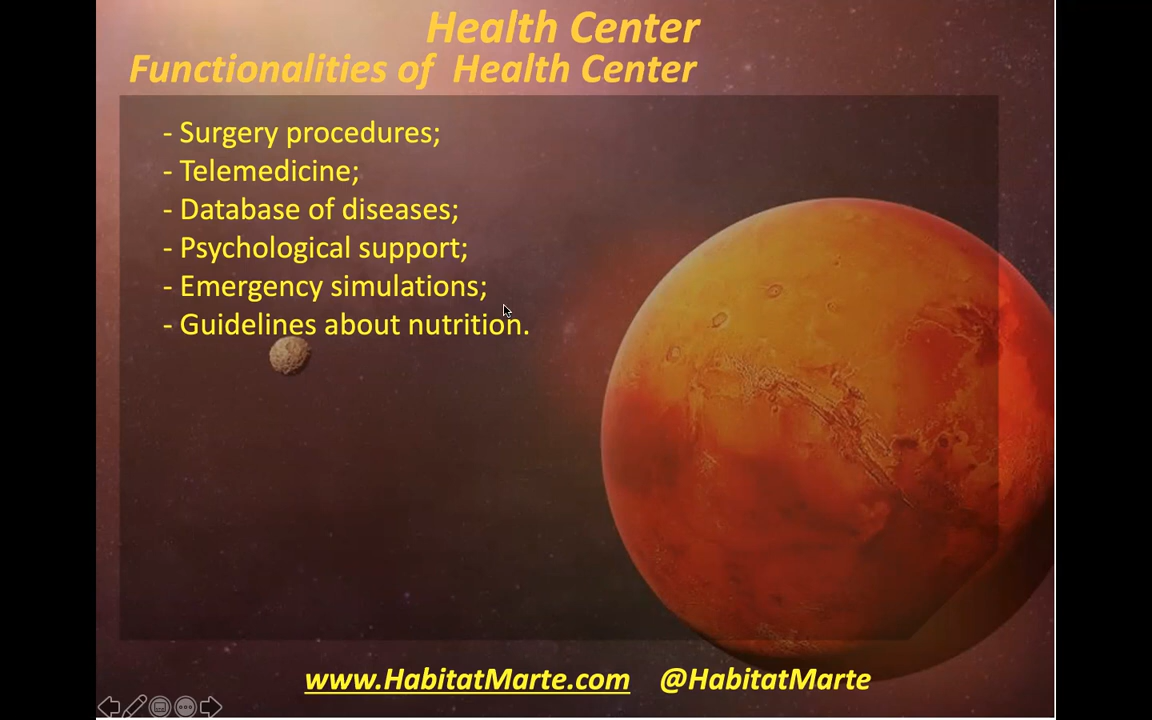 Health Center
Functionalities of Health Center
- Surgery procedures;
- Telemedicine;
- Database of diseases;
- Psychological support;
- Emergency simulations;
- Guidelines about nutrition.
www.HabitatMarte.com @HabitatMarte